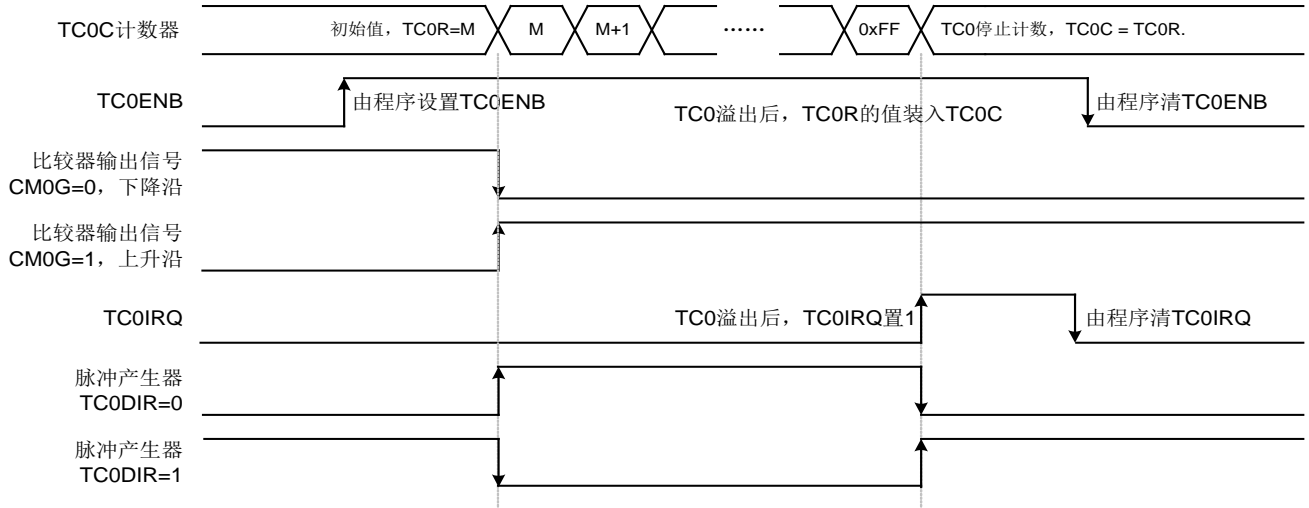 TC0C计数器
初始值，TC0R=M
M
M+1
……
0xFF
TC0停止计数，TC0C = TC0R.
TC0ENB
由程序设置TC0ENB
TC0溢出后，TC0R的值装入TC0C
由程序清TC0ENB
比较器输出信号
CM0G=0，下降沿
比较器输出信号
CM0G=1，上升沿
TC0IRQ
TC0溢出后，TC0IRQ置1
由程序清TC0IRQ
脉冲产生器
TC0DIR=0
脉冲产生器
TC0DIR=1